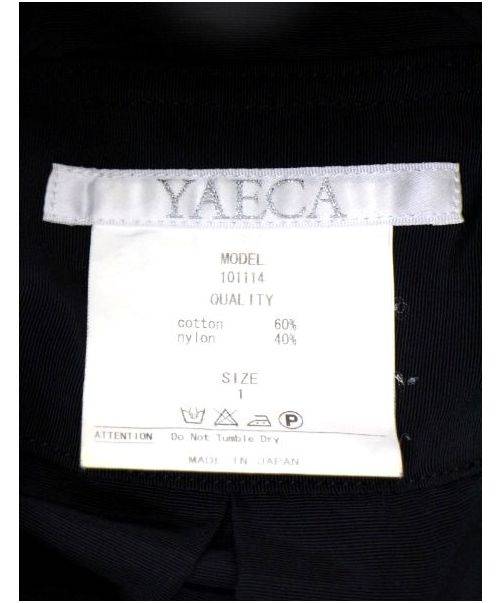 YAECA
MODEL
101114
QUALITY
cotton 60%
nylon 40%
SIZE
1
P
ATTENTION Do Not Tumble Dry
MADE IN JAPAN